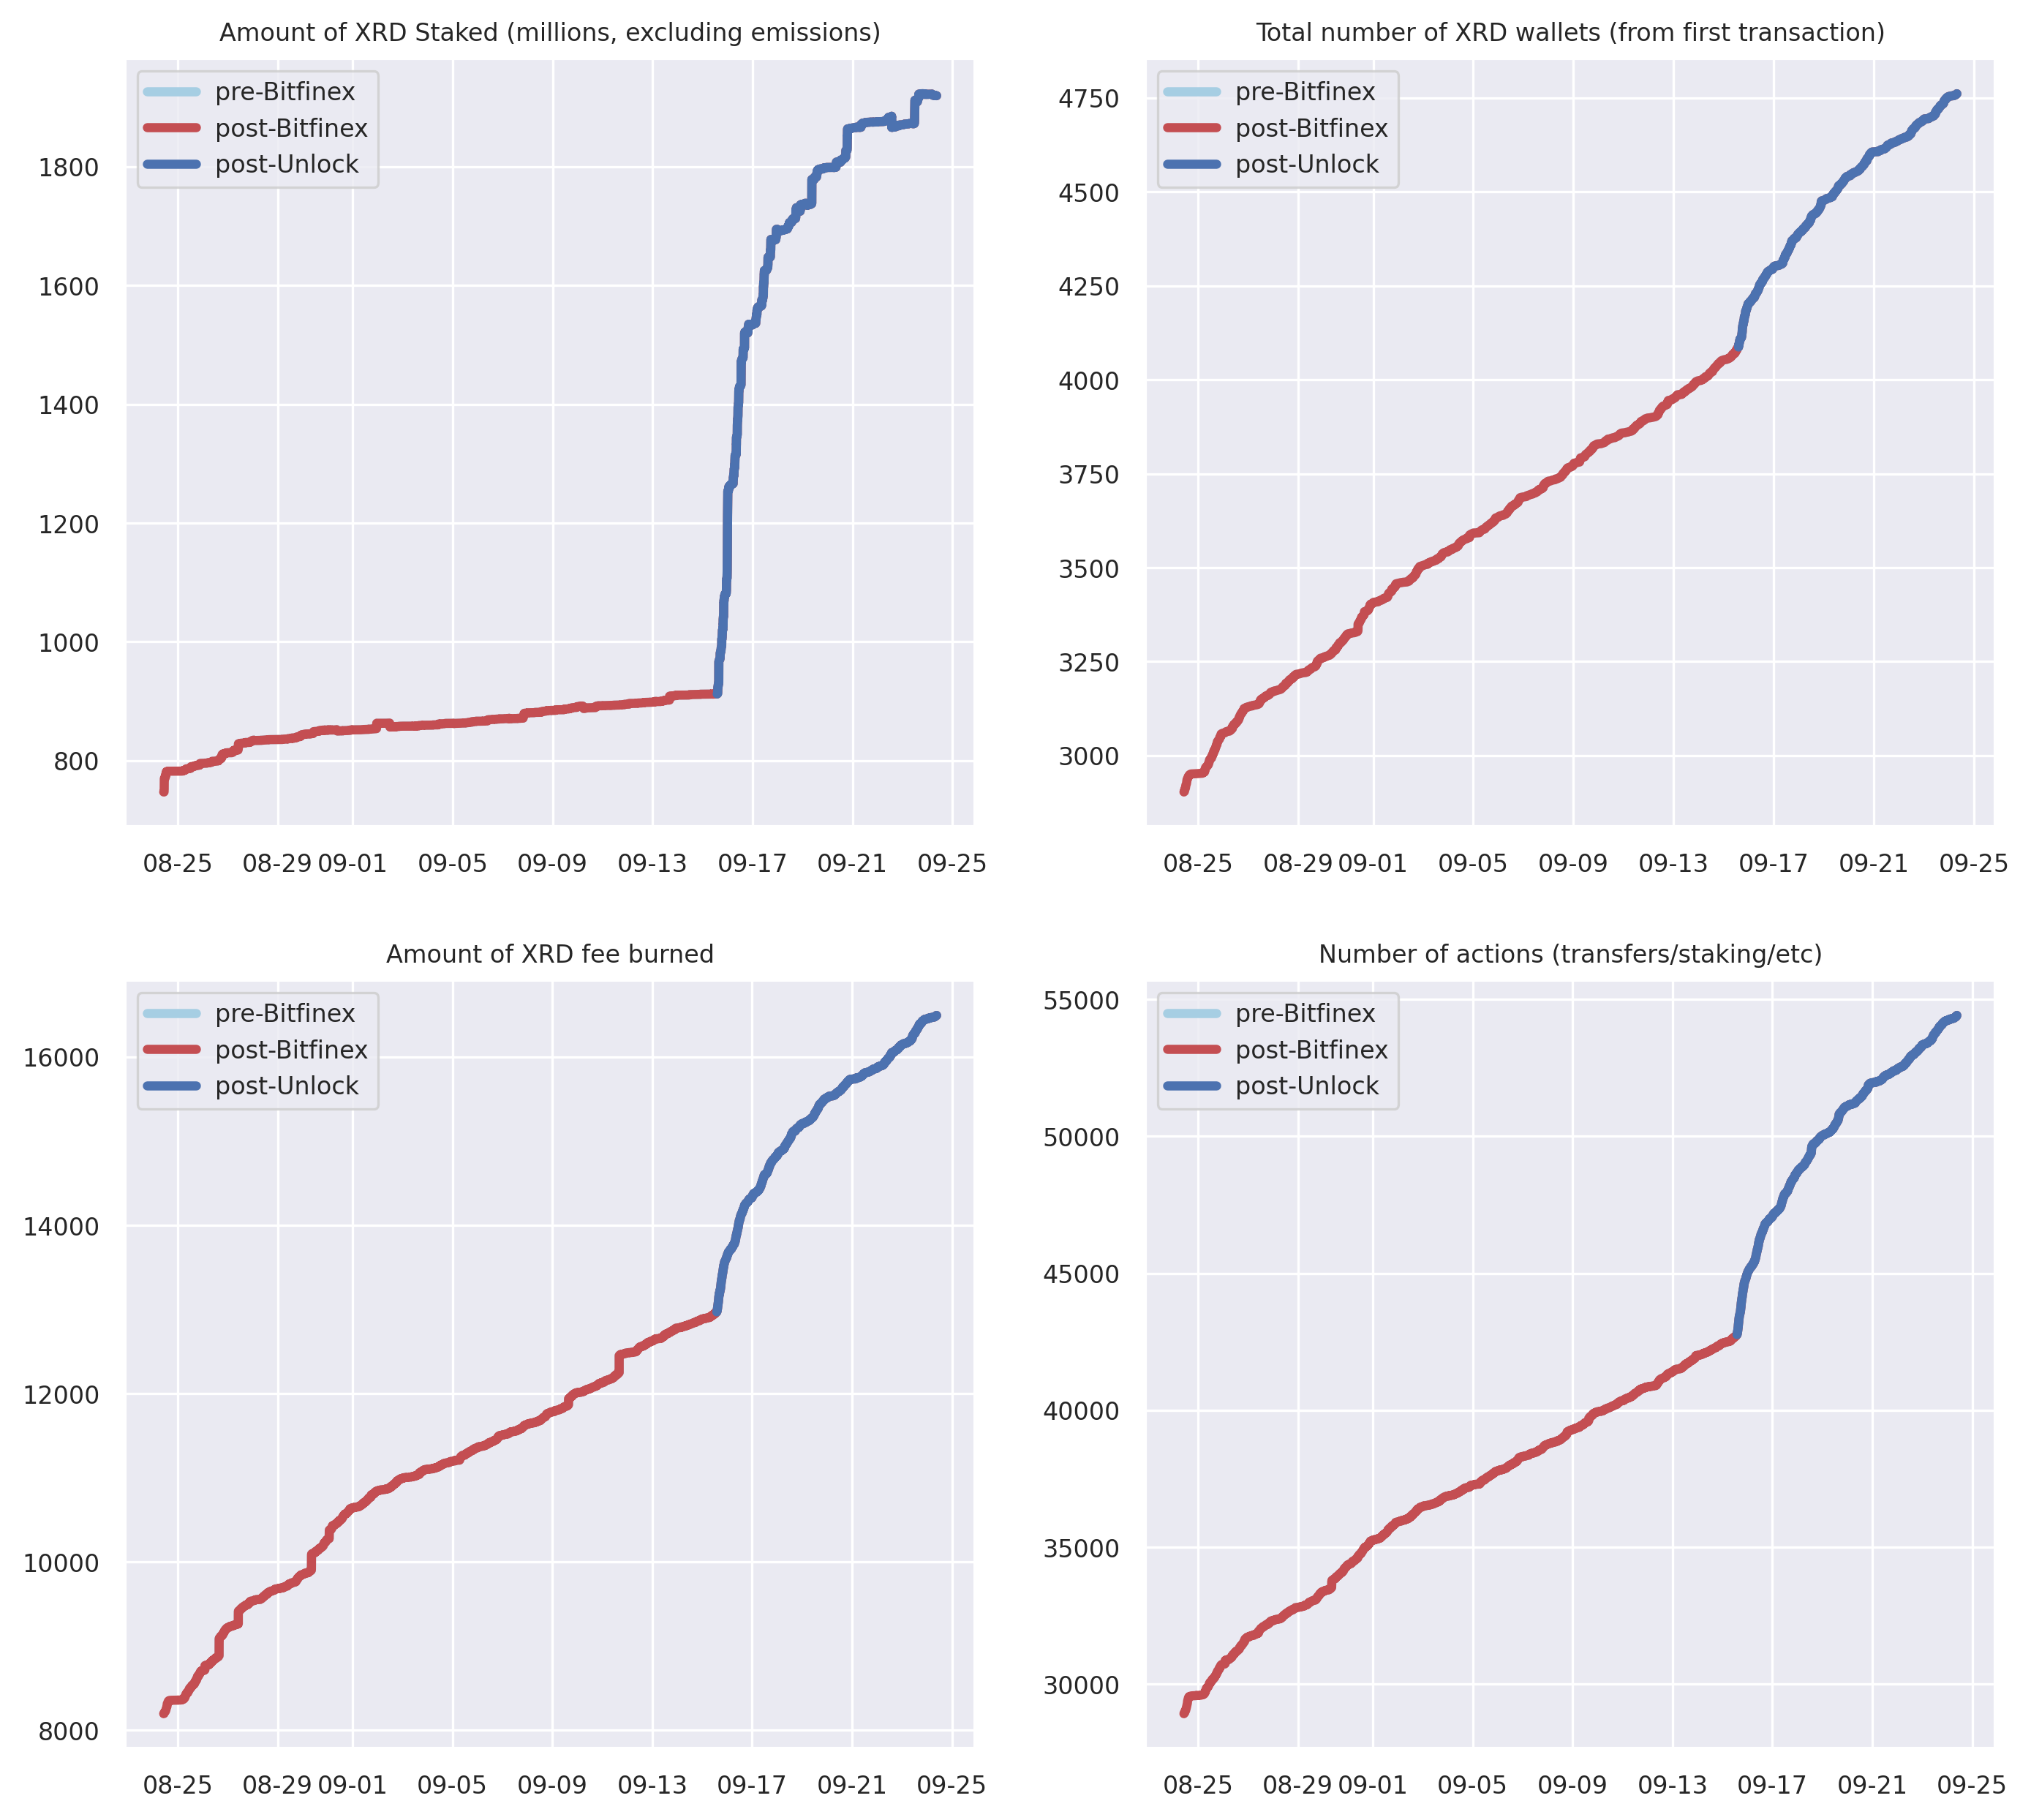 Amount of XRD Staked (millions, excluding emissions)
pre-Bitfinex
post-Bitfinex
post-Unlock
1800
1600
1400
1200
1000
800
08-25 08-29 09-01 09-05 09-09 09-13 09-17 09-21 09-25
Total number of XRD wallets (from first transaction)
pre-Bitfinex
post-Bitfinex
post-Unlock
4750
4500
4250
4000
3750
3500
3250
3000
08-25 08-29 09-01 09-05 09-09 09-13 09-17 09-21 09-25
Amount of XRD fee burned
pre-Bitfinex
post-Bitfinex
post-Unlock
16000
14000
12000
10000
8000
08-25 08-29 09-01 09-05 09-09 09-13 09-17 09-21 09-25
Number of actions (transfers/staking/etc)
pre-Bitfinex
post-Bitfinex
post-Unlock
55000
50000
45000
40000
35000
30000
08-25 08-29 09-01 09-05 09-09 09-13 09-17 09-21 09-25